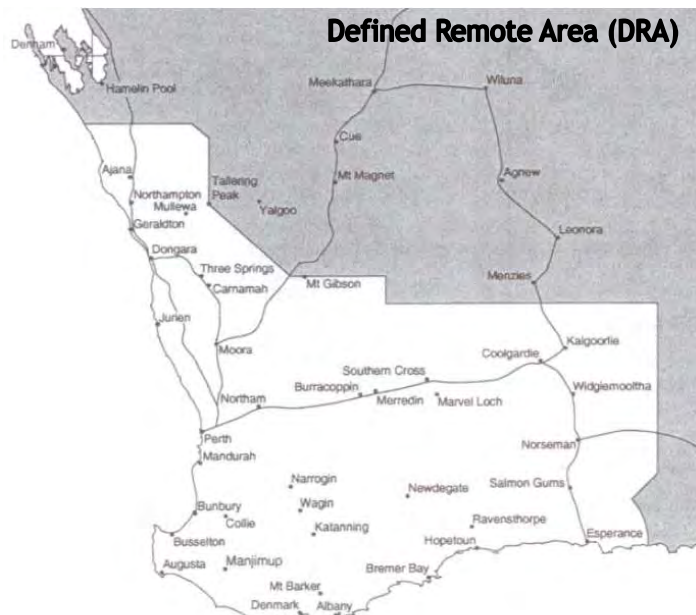 Defined Remote Area (DRA)
Denham
Hamelin Pool
Meekathara
Wiluna
Cue
Ajana
Tallering
Peak
Mt Magnet
Agnew
Northampton
Mullewa
Yalgoo
Geraldton
Leonora
Dongara
Three Springs
Carnamah
Mt Gibson
Menzies
Jurien
Moora
Coolgardie
Kalgoorlie
Southern Cross
Burracoppin
Merredin
Marvel Loch
Widgiemooltha
Northam
Perth
Norseman
Mandurah
Narrogin
Newdegate
Salmon Gums
Bunbury
Collie
Wagin
Katanning
Ravensthorpe
Busselton
Hopetoun
Esperance
Augusta
Manjimup
Bremer Bay
Mt Barker
Denmark
Albany